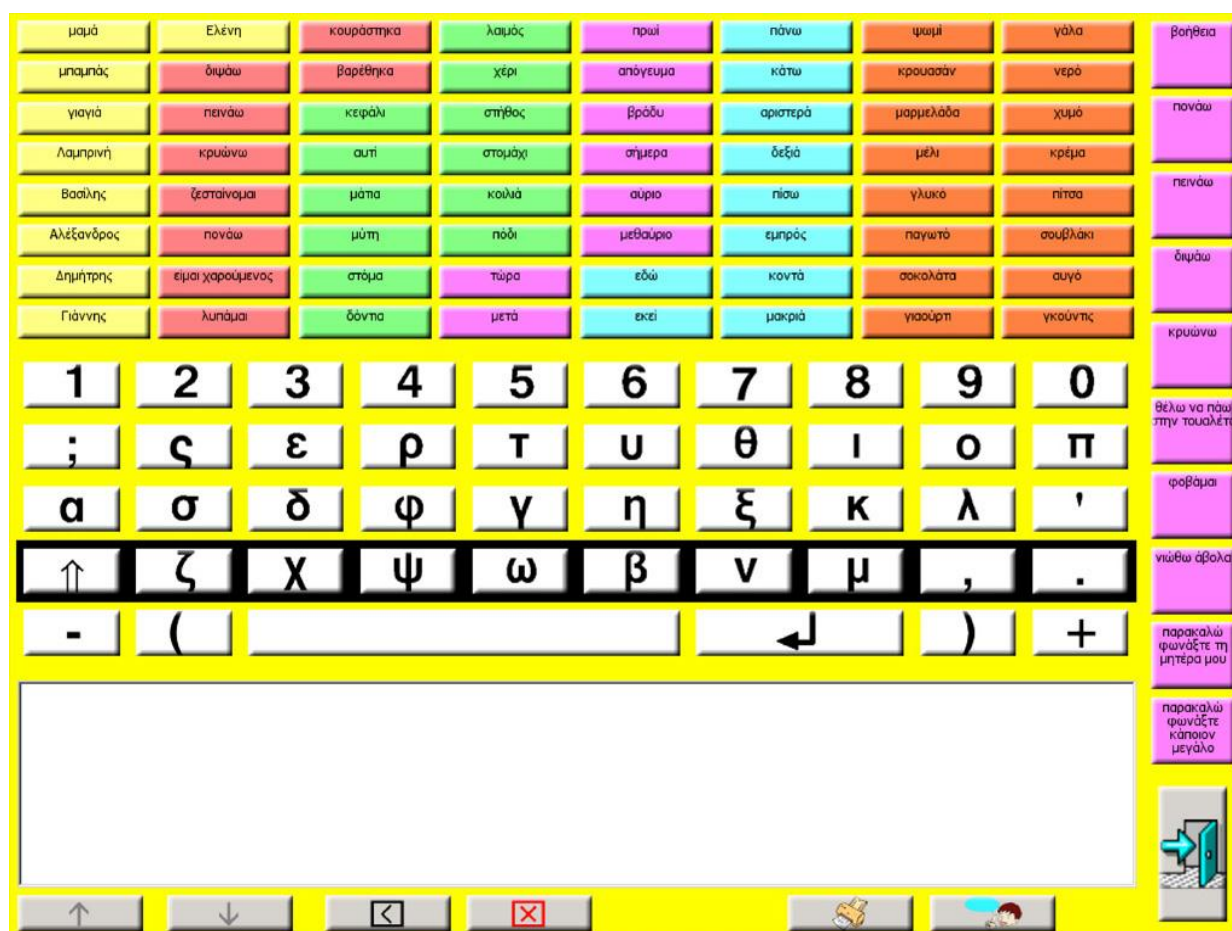 μαμά Ελένη κουράστηκα λαιμός πρωί πάνω ψωμί γάλα βοήθεια
μπαμπάς διψάω βαρέθηκα χέρι απόγευμα κάτω κρουασάν νερό
γιαγιά πεινάω κεφάλι στήθος βράδυ αριστερά μαρμελάδα χυμό πονάω
Λαμπρινή κρυώνω αυτί στομάχι σήμερα δεξιά μέλι κρέμα
Βασίλης ζεσταίνομαι μάτια κοιλιά αύριο πίσω γλυκό πίτσα πεινάω
Αλέξανδρος πονάω μύτη πόδι μεθαύριο εμπρός παγωτό σουβλάκι
Δημήτρης είμαι χαρούμενος στόμα τώρα εδώ κοντά σοκολάτα αυγό διψάω
Γιάννης λυπάμαι δόντια μετά εκεί μακριά γιαούρτι γκούντις
κρυώνω
1 2 3 4 5 6 7 8 9 0
θέλω να πάω
στην τουαλέτα
; ς ε ρ τ υ θ ι ο π
φοβάμαι
α σ δ φ γ η ξ κ λ '
νιώθω άβολα
⇑ ζ χ ψ ω β ν μ , .
- ( ) +
παρακαλώ
φωνάξτε τη
μητέρα μου
παρακαλώ
φωνάξτε
κάποιον
μεγάλο